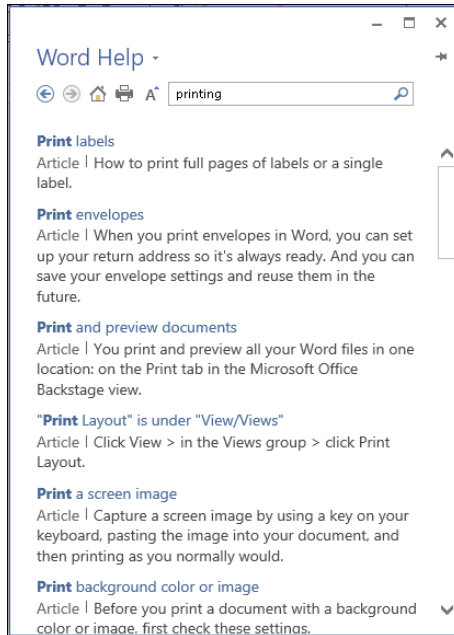 Word Help
printing
Print labels
Article | How to print full pages of labels or a single
label.
Print envelopes
Article | When you print envelopes in Word, you can set
up your return address so it's always ready. And you can
save your envelope settings and reuse them in the
future.
Print and preview documents
Article | You print and preview all your Word files in one
location: on the Print tab in the Microsoft Office
Backstage view.
"Print Layout" is under "View/Views"
Article | Click View > in the Views group > click Print
Layout.
Print a screen image
Article | Capture a screen image by using a key on your
keyboard, pasting the image into your document, and
then printing as you normally would.
Print background color or image
Article | Before you print a document with a background
color or image, first check these settings.